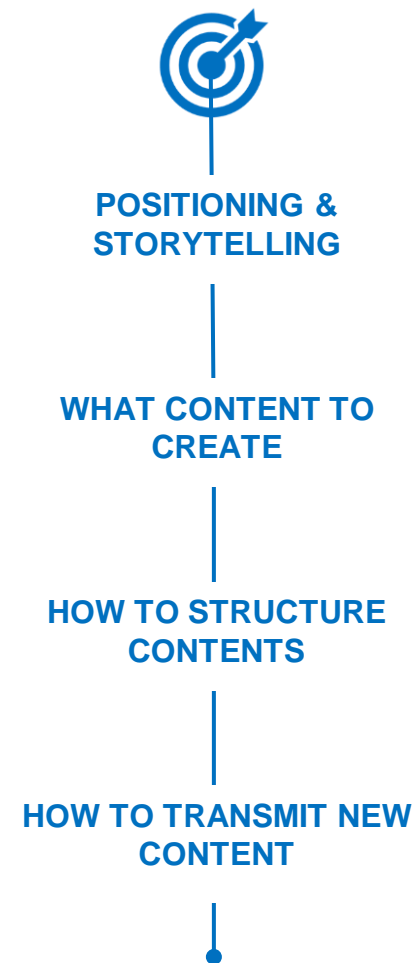 POSITIONING &
STORYTELLING
WHAT CONTENT TO
CREATE
HOW TO STRUCTURE
CONTENTS
HOW TO TRANSMIT NEW
CONTENT